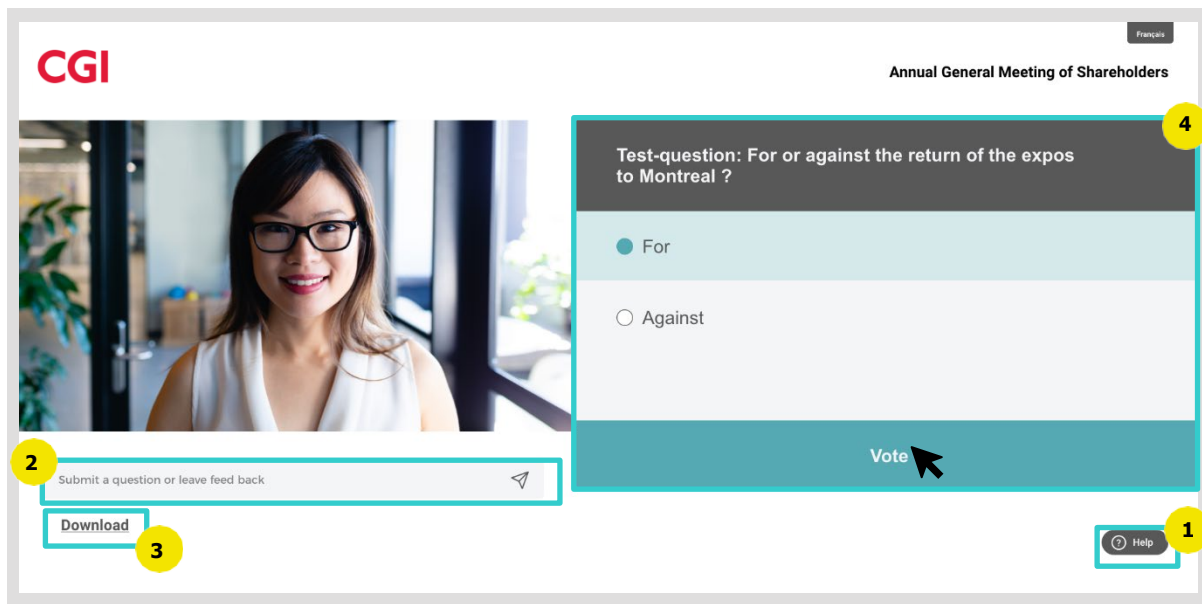 Français
CGI
Annual General Meeting of Shareholders
4
Test-question: For or against the return of the expos
to Montreal ?
For
Against
Vote
2
Submit a question or leave feed back
Download
3
1
? Help